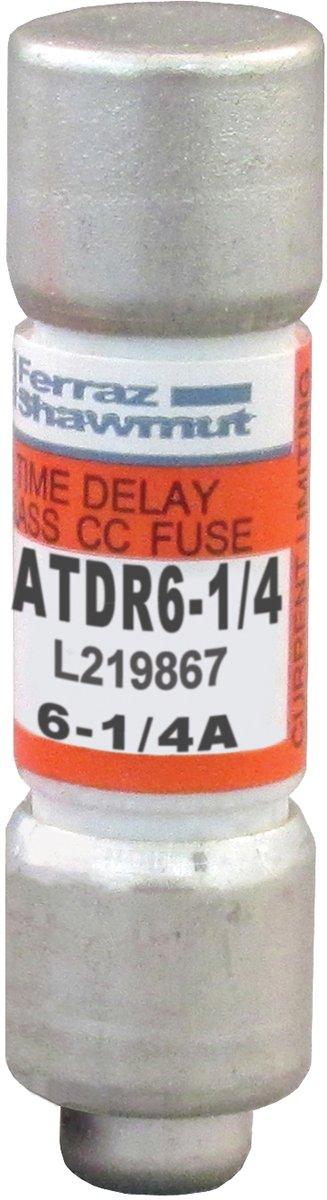 Ferraz
Shawmut
TIME DELAY
ASS CC FUSE
ATDR6-1/4
L219867
6-1/4A
CURRENT LIMITING